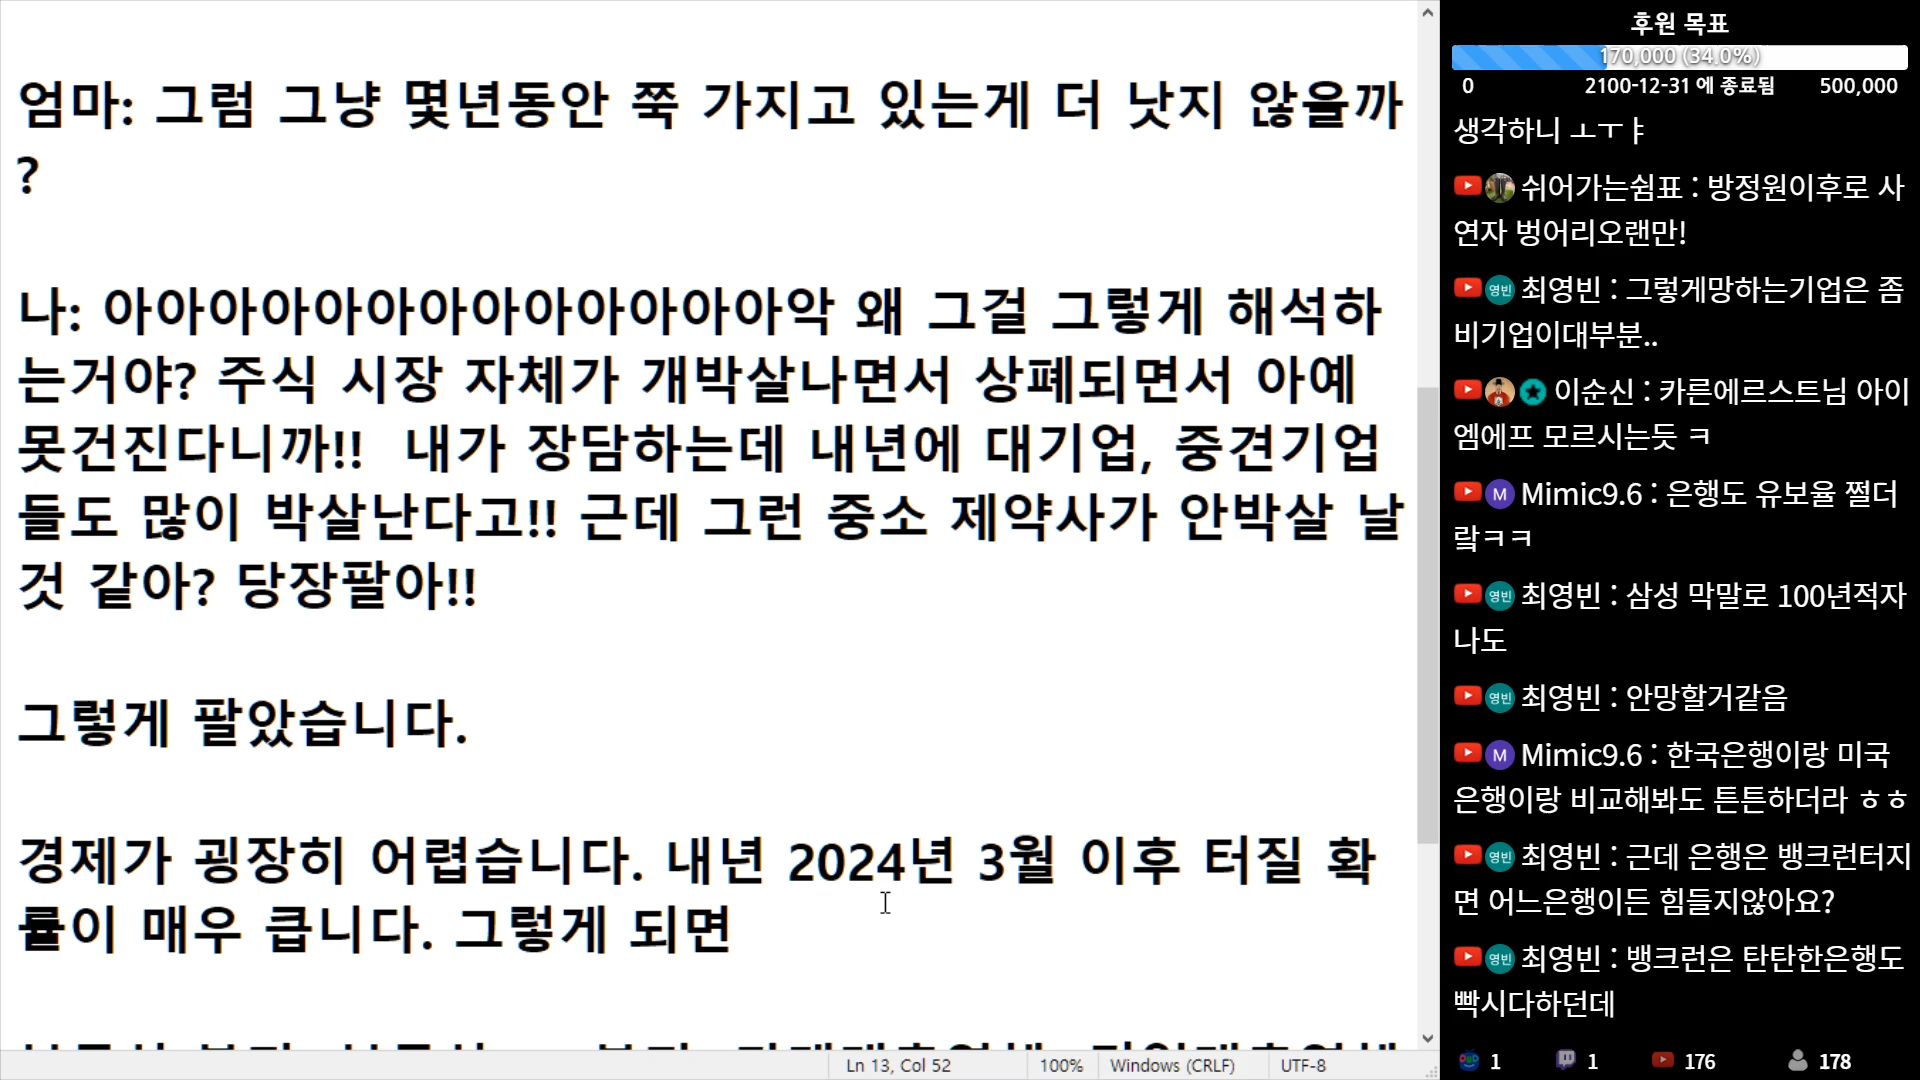 엄마: 그럼 그냥 몇년동안 쭉 가지고 있는게 더 낫지 않을까
?
나: 아아아아아아아아아아아아아악 왜 그걸 그렇게 해석하
는거야? 주식 시장 자체가 개박살나면서 상폐되면서 아예
못건진다니까!! 내가 장담하는데 내년에 대기업, 중견기업
들도 많이 박살난다고!! 근데 그런 중소 제약사가 안박살 날
것 같아? 당장팔아!!
그렇게 팔았습니다.
경제가 굉장히 어렵습니다. 내년 2024년 3월 이후 터질 확
률이 매우 큽니다. 그렇게 되면
Ln 13, Col 52 100% Windows (CRLF) UTF-8
후원 목표
170,000 (34.0%)
0 2100-12-31 에 종료됨 500,000
생각하니 ㅗㅜㅑ
쉬어가는쉼표 : 방정원이후로 사
연자 벙어리오랜만!
영빈 최영빈 : 그렇게망하는기업은 좀
비기업이대부분..
이순신 : 카른에르스트님 아이
엠에프 모르시는듯 ㅋ
M Mimic9.6 : 은행도 유보율 쩔더
랔ㅋㅋ
영빈 최영빈 : 삼성 막말로 100년적자
나도
영빈 최영빈 : 안망할거같음
M Mimic9.6 : 한국은행이랑 미국
은행이랑 비교해봐도 튼튼하더라 ㅎㅎ
영빈 최영빈 : 근데 은행은 뱅크런터지
면 어느은행이든 힘들지않아요?
영빈 최영빈 : 뱅크런은 탄탄한은행도
빡시다하던데
1 1 176 178